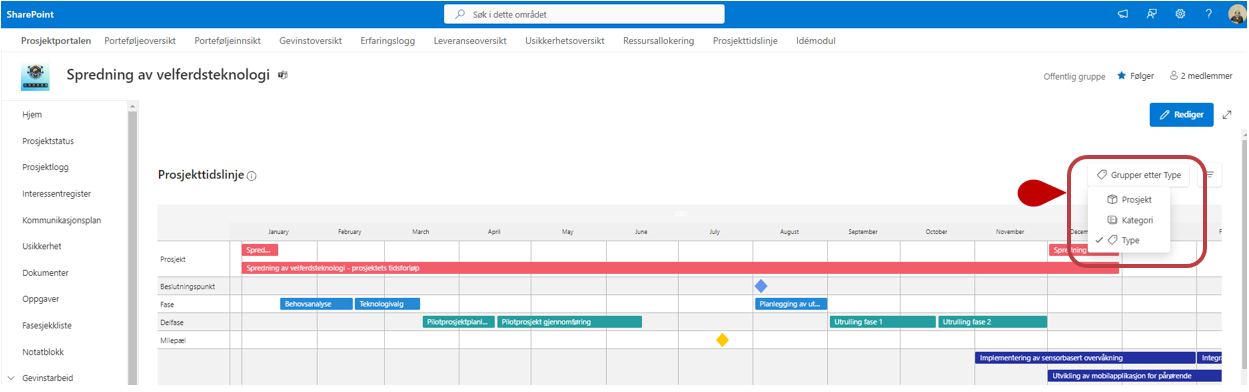 SharePoint
Søk i dette området
?
Prosjektportalen Porteføljeoversikt Porteføljeinnsikt Gevinstoversikt Erfaringslogg Leveranseoversikt Usikkerhetsoversikt Ressursallokering Prosjekttidslinje Idémodul
Spredning av velferdsteknologi
Offentlig gruppe Følger 2 medlemmer
Hjem
Rediger
Prosjektstatus
Prosjektlogg
Interessentregister
Kommunikasjonsplan
Usikkerhet
Dokumenter
Oppgaver
Fasesjekkliste
Notatblokk
Gevinstarbeid
Prosjekttidslinje
Grupper etter Type
Prosjekt
Kategori
Type
January February March April May June July August September October November
Prosjekt
Spred...
Spredning
Spredning av velferdsteknologi - prosjektets tidsforløp
Beslutningspunkt
Fase Behovsanalyse Teknologivalg Planlegging av ut...
Delfase Pilotprosjektplanl... Pilotprosjekt gjennomføring Utrulling fase 1 Utrulling fase 2
Milepæl
Implementering av sensorbasert overvåkning
Utvikling av mobilapplikasjon for pårørende